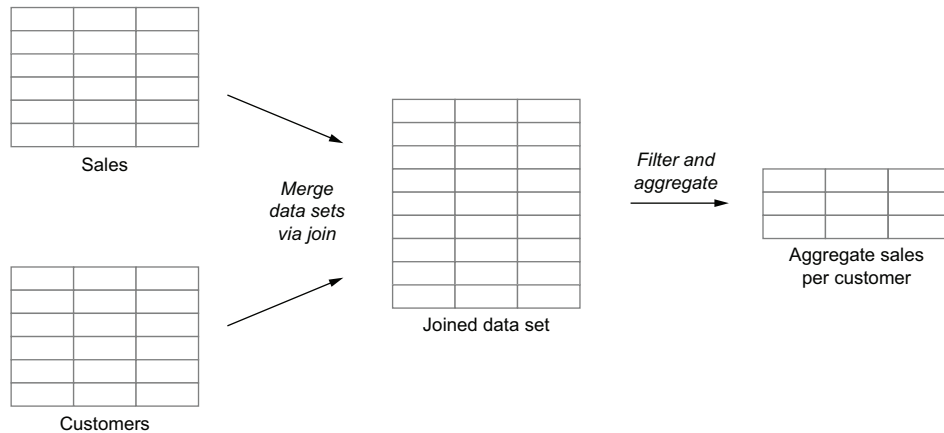 Sales
Customers
Merge
data sets
via join
Joined data set
Filter and
aggregate
Aggregate sales
per customer